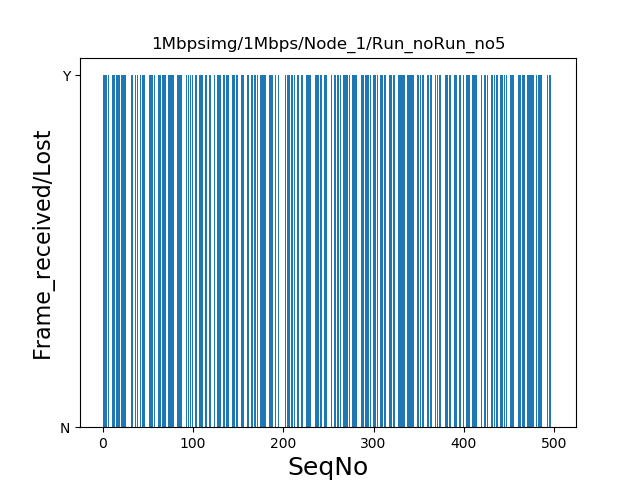 1Mbpsimg/1Mbps/Node_1/Run_noRun_no5
Y
Frame_received/Lost
N
0 100 200 300 400 500
SeqNo